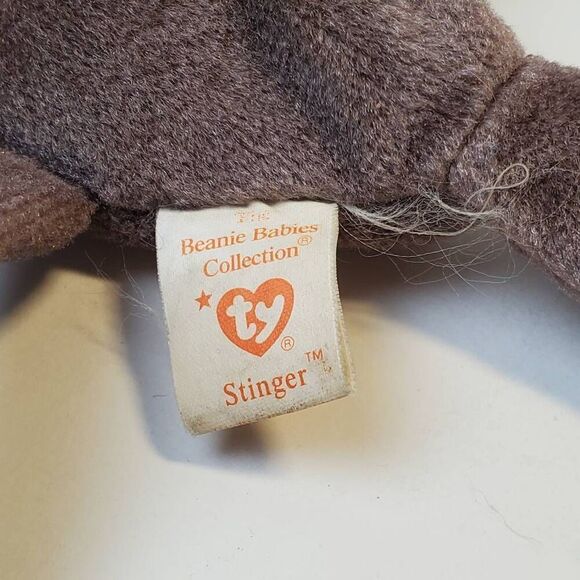 The
Beanie Babies
Collection®
ty®
Stinger™